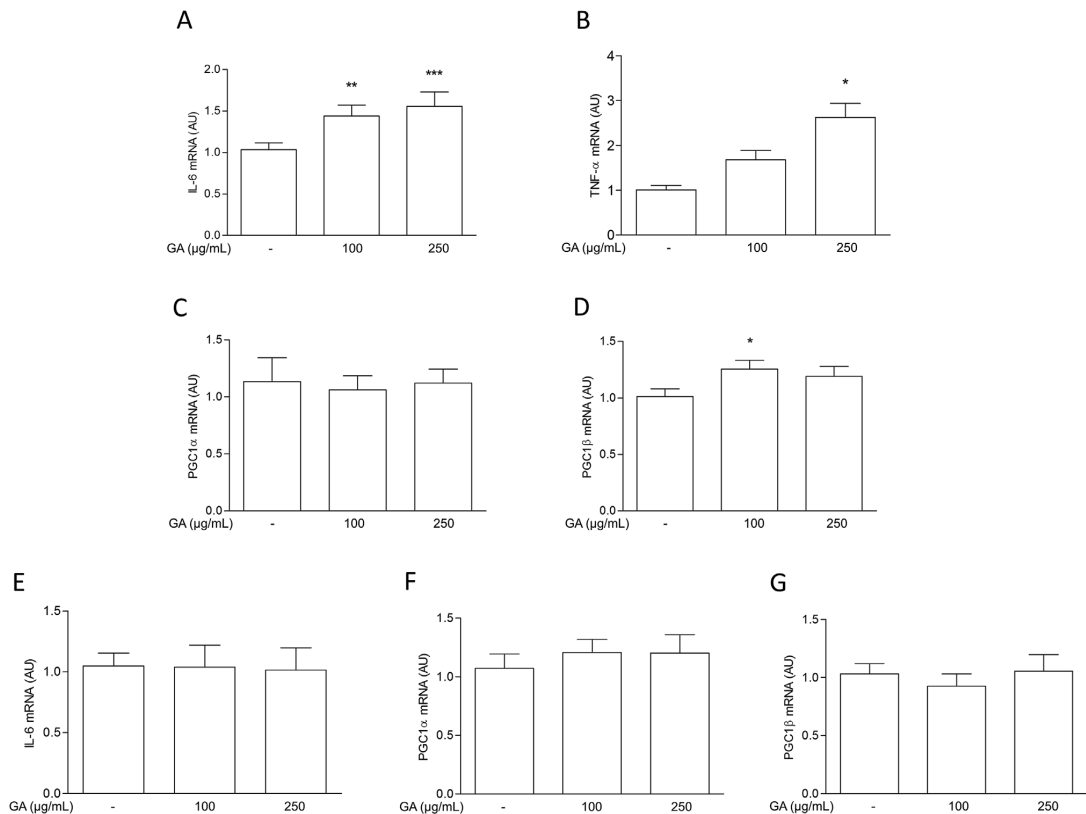 A
IL-6 mRNA (AU)
2.0
1.5
1.0
0.5
0.0
** ***
GA (µg/mL) - 100 250
B
TNF-α mRNA (AU)
4
3
2
1
0
*
GA (µg/mL) - 100 250
C
PGC1α mRNA (AU)
1.5
1.0
0.5
0.0
GA (µg/mL) - 100 250
D
PGC1β mRNA (AU)
1.5
1.0
0.5
0.0
*
GA (µg/mL) - 100 250
E
IL-6 mRNA (AU)
1.5
1.0
0.5
0.0
GA (µg/mL) - 100 250
F
PGC1α mRNA (AU)
1.5
1.0
0.5
0.0
GA (µg/mL) - 100 250
G
PGC1β mRNA (AU)
1.5
1.0
0.5
0.0
GA (µg/mL) - 100 250